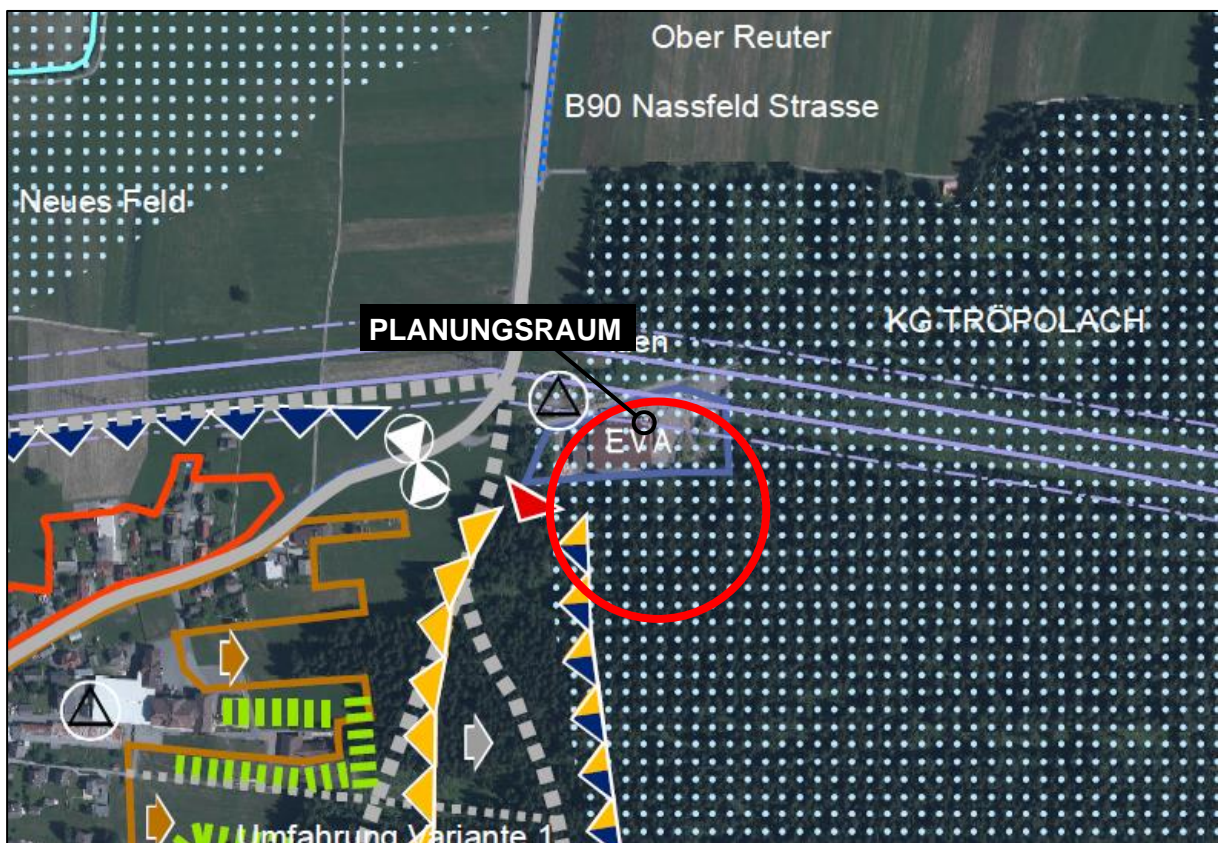 Ober Reuter
B90 Nassfeld Strasse
Neues Feld
KG TRÖPOLACH
PLANUNGSRAUM
EVA
Umfahrung Variante 1